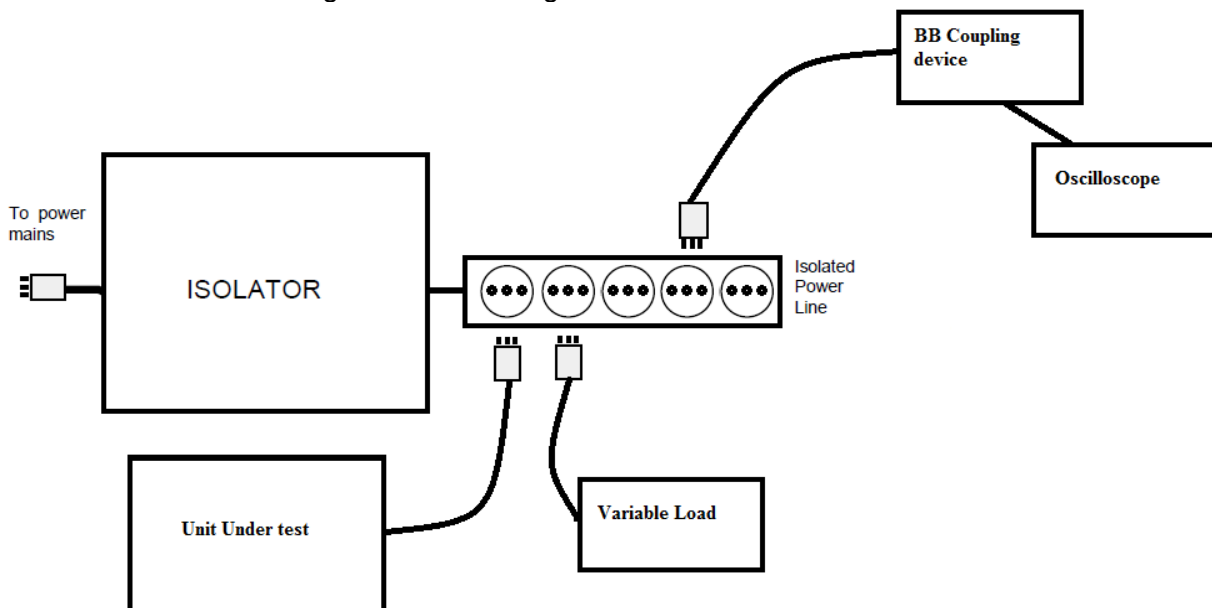 BB Coupling
device
Oscilloscope
To power
mains
ISOLATOR
Isolated
Power
Line
Unit Under test
Variable Load